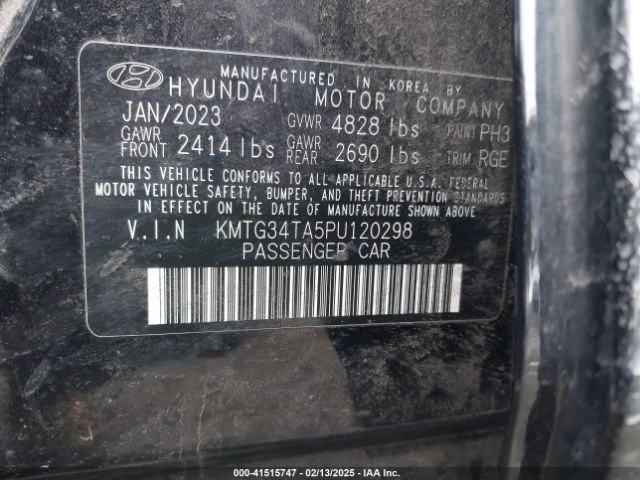 MANUFACTURED IN KOREA BY
HYUNDAI MOTOR COMPANY
JAN/2023 GVWR 4828 lbs PAINT PH3
GAWR FRONT 2414 lbs GAWR REAR 2690 lbs TRIM RGE
THIS VEHICLE CONFORMS TO ALL APPLICABLE U.S.A. FEDERAL
MOTOR VEHICLE SAFETY, BUMPER, AND THEFT PREVENTION
STANDARDS IN EFFECT ON THE DATE OF MANUFACTURE SHOWN ABOVE.
V.I.N KMTG34TA5PU120298
PASSENGER CAR
000-41515747 - 02/13/2025 - IAA Inc.